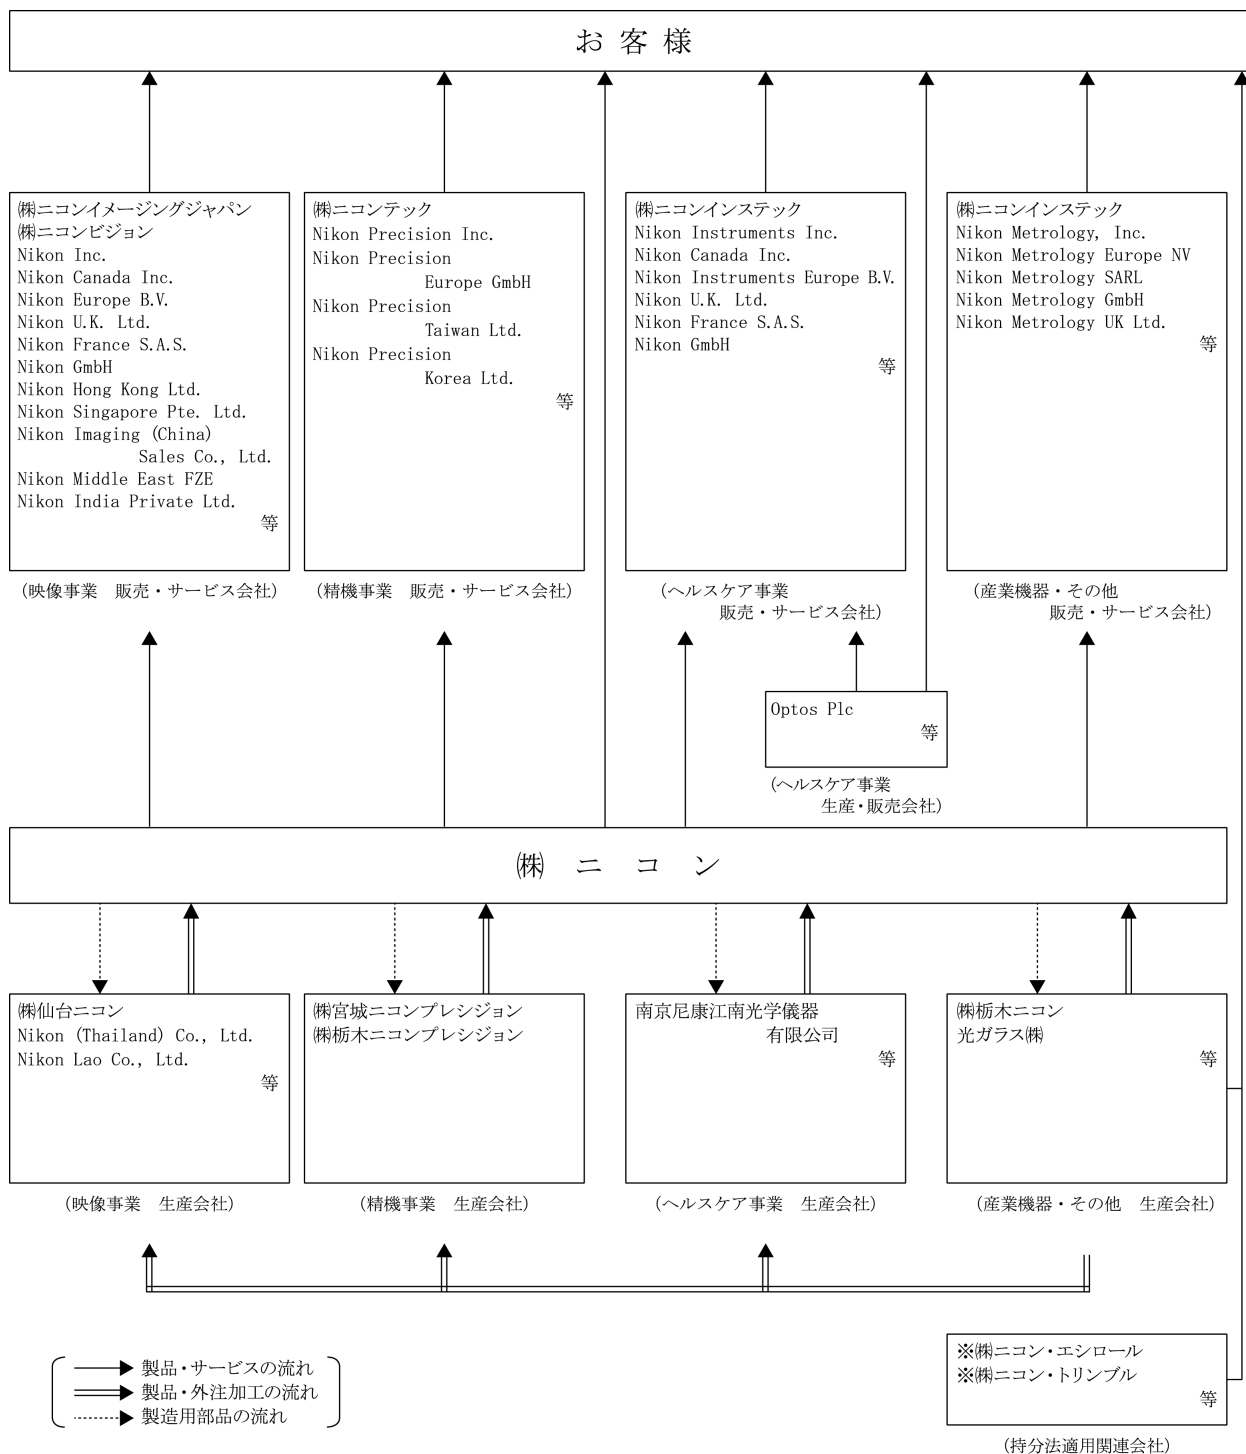 お客様
㈱ニコンイメージングジャパン
㈱ニコンビジョン
Nikon Inc.
Nikon Canada Inc.
Nikon Europe B.V.
Nikon U.K. Ltd.
Nikon France S.A.S.
Nikon GmbH
Nikon Hong Kong Ltd.
Nikon Singapore Pte. Ltd.
Nikon Imaging (China)
Sales Co., Ltd.
Nikon Middle East FZE
Nikon India Private Ltd.
等
(映像事業　販売・サービス会社)
㈱ニコンテック
Nikon Precision Inc.
Nikon Precision
Europe GmbH
Nikon Precision
Taiwan Ltd.
Nikon Precision
Korea Ltd.
等
(精機事業　販売・サービス会社)
㈱ニコンインステック
Nikon Instruments Inc.
Nikon Canada Inc.
Nikon Instruments Europe B.V.
Nikon U.K. Ltd.
Nikon France S.A.S.
Nikon GmbH
等
(ヘルスケア事業
販売・サービス会社)
㈱ニコンインステック
Nikon Metrology, Inc.
Nikon Metrology Europe NV
Nikon Metrology SARL
Nikon Metrology GmbH
Nikon Metrology UK Ltd.
等
(産業機器・その他
販売・サービス会社)
Optos Plc
等
(ヘルスケア事業
生産・販売会社)
㈱ ニ コ ン
㈱仙台ニコン
Nikon (Thailand) Co., Ltd.
Nikon Lao Co., Ltd.
等
(映像事業　生産会社)
㈱宮城ニコンプレシジョン
㈱栃木ニコンプレシジョン
(精機事業　生産会社)
南京尼康江南光学儀器
有限公司
等
(ヘルスケア事業　生産会社)
㈱栃木ニコン
光ガラス㈱
等
(産業機器・その他　生産会社)
製品・サービスの流れ
製品・外注加工の流れ
製造用部品の流れ
※㈱ニコン・エシロール
※㈱ニコン・トリンブル
等
(持分法適用関連会社)